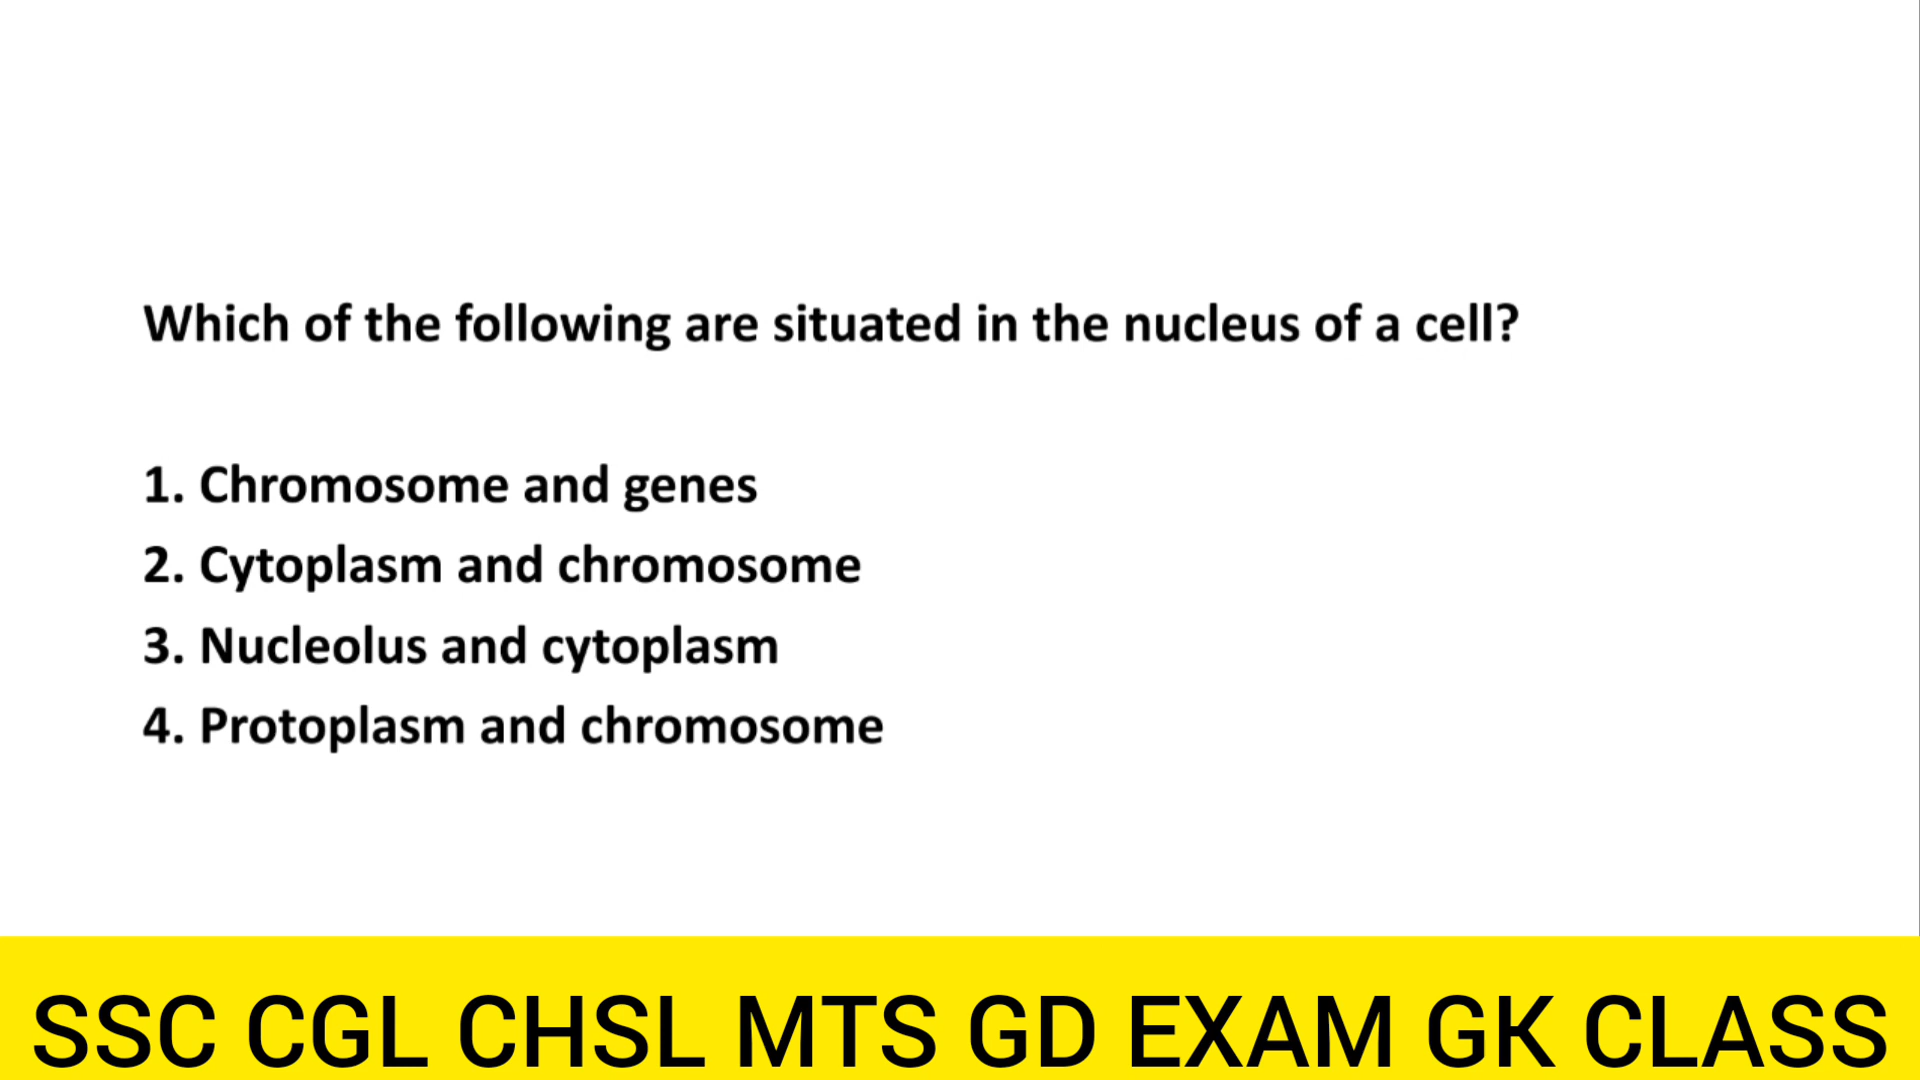 Which of the following are situated in the nucleus of a cell?
1. Chromosome and genes
2. Cytoplasm and chromosome
3. Nucleolus and cytoplasm
4. Protoplasm and chromosome
SSC CGL CHSL MTS GD EXAM GK CLASS